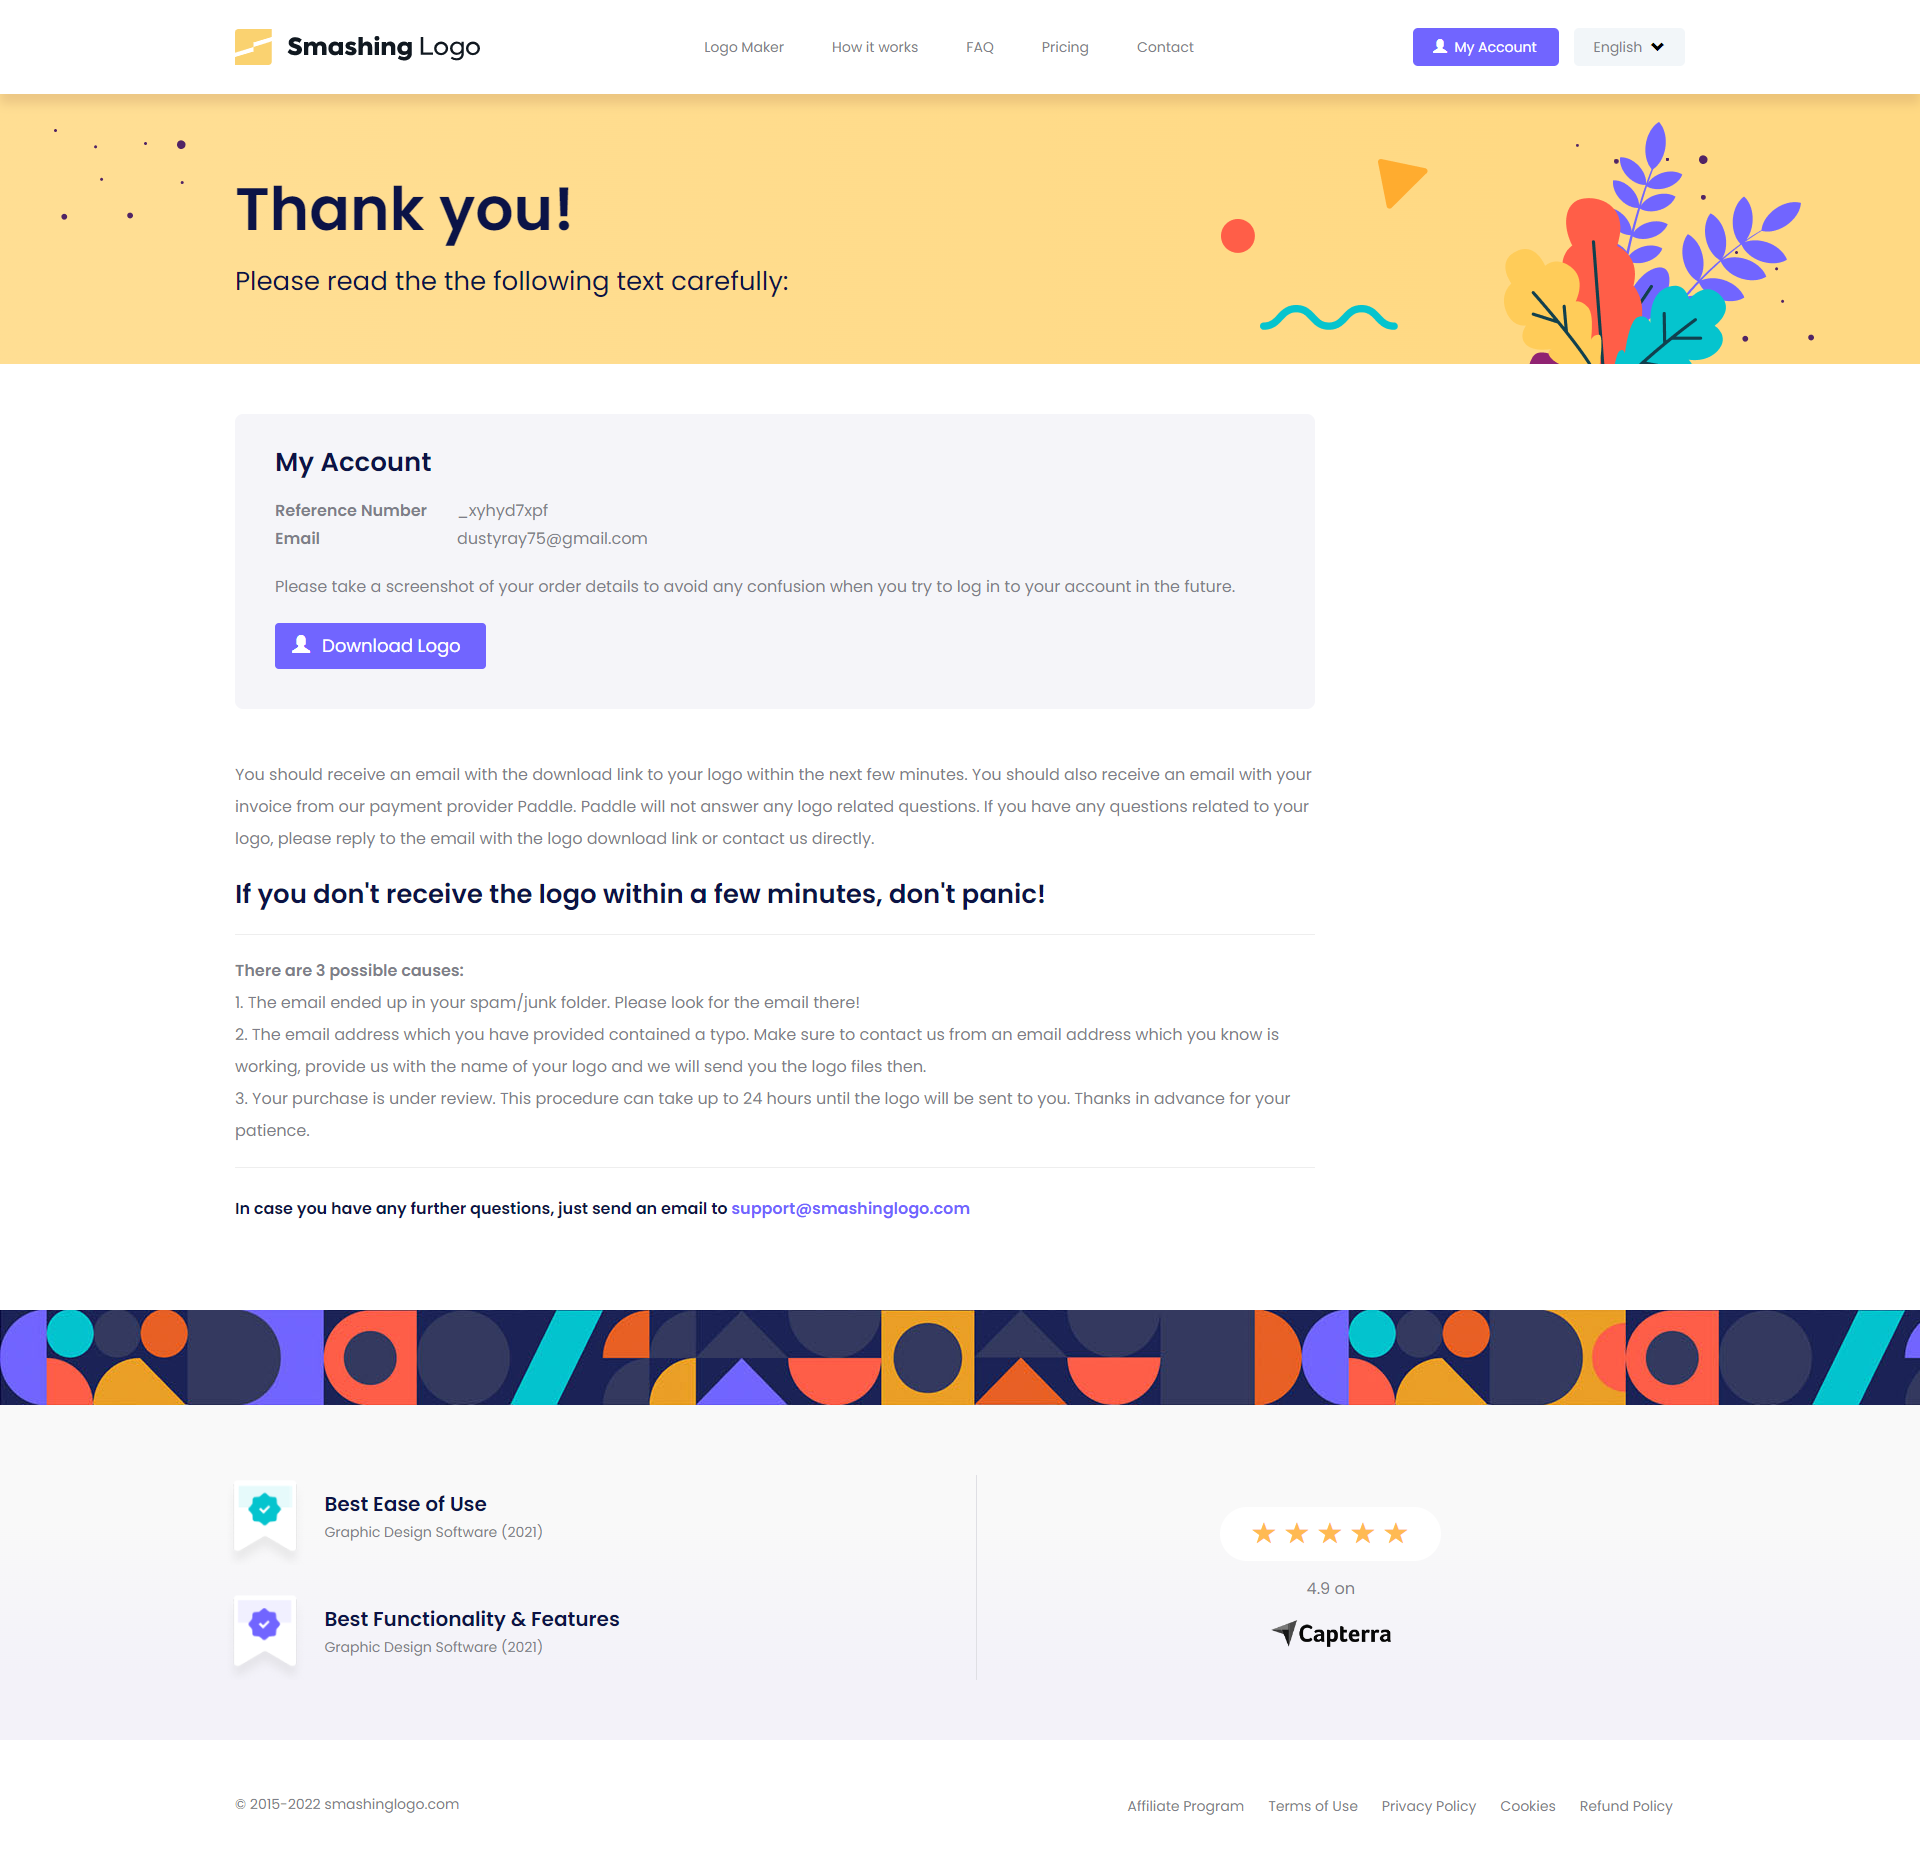 Smashing Logo
Logo Maker
How it works
FAQ
Pricing
Contact
My Account
English
Thank you!
Please read the the following text carefully:
My Account
Reference Number _xyhyd7xpf
Email dustyray75@gmail.com
Please take a screenshot of your order details to avoid any confusion when you try to log in to your account in the future.
Download Logo
You should receive an email with the download link to your logo within the next few minutes. You should also receive an email with your
invoice from our payment provider Paddle. Paddle will not answer any logo related questions. If you have any questions related to your
logo, please reply to the email with the logo download link or contact us directly.
If you don't receive the logo within a few minutes, don't panic!
There are 3 possible causes:
1. The email ended up in your spam/junk folder. Please look for the email there!
2. The email address which you have provided contained a typo. Make sure to contact us from an email address which you know is
working, provide us with the name of your logo and we will send you the logo files then.
3. Your purchase is under review. This procedure can take up to 24 hours until the logo will be sent to you. Thanks in advance for your
patience.
In case you have any further questions, just send an email to support@smashinglogo.com
Best Ease of Use
Graphic Design Software (2021)
Best Functionality & Features
Graphic Design Software (2021)
4.9 on
Capterra
© 2015-2022 smashinglogo.com
Affiliate Program
Terms of Use
Privacy Policy
Cookies
Refund Policy